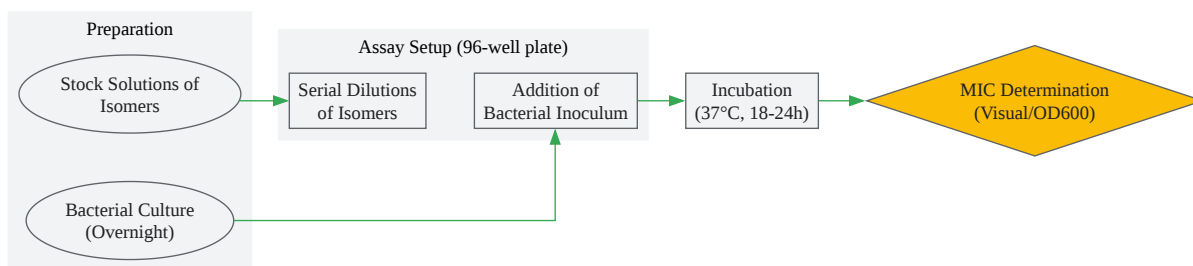 Preparation
Stock Solutions of
Isomers
Bacterial Culture
(Overnight)
Assay Setup (96-well plate)
Serial Dilutions
of Isomers
Addition of
Bacterial Inoculum
Incubation
(37°C, 18-24h)
MIC Determination
(Visual/OD600)